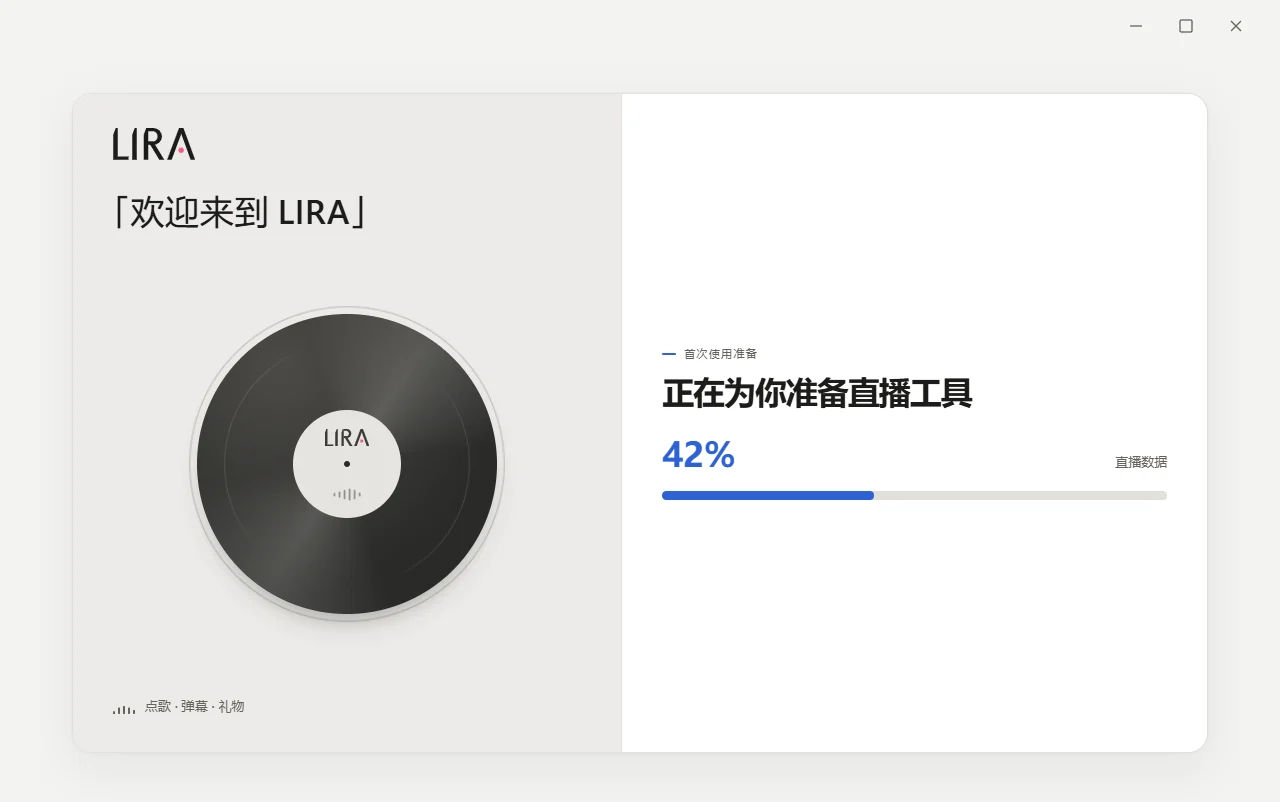 LIRA
「欢迎来到 LIRA」
LIRA
点歌 · 弹幕 · 礼物
首次使用准备
正在为你准备直播工具
42%
直播数据